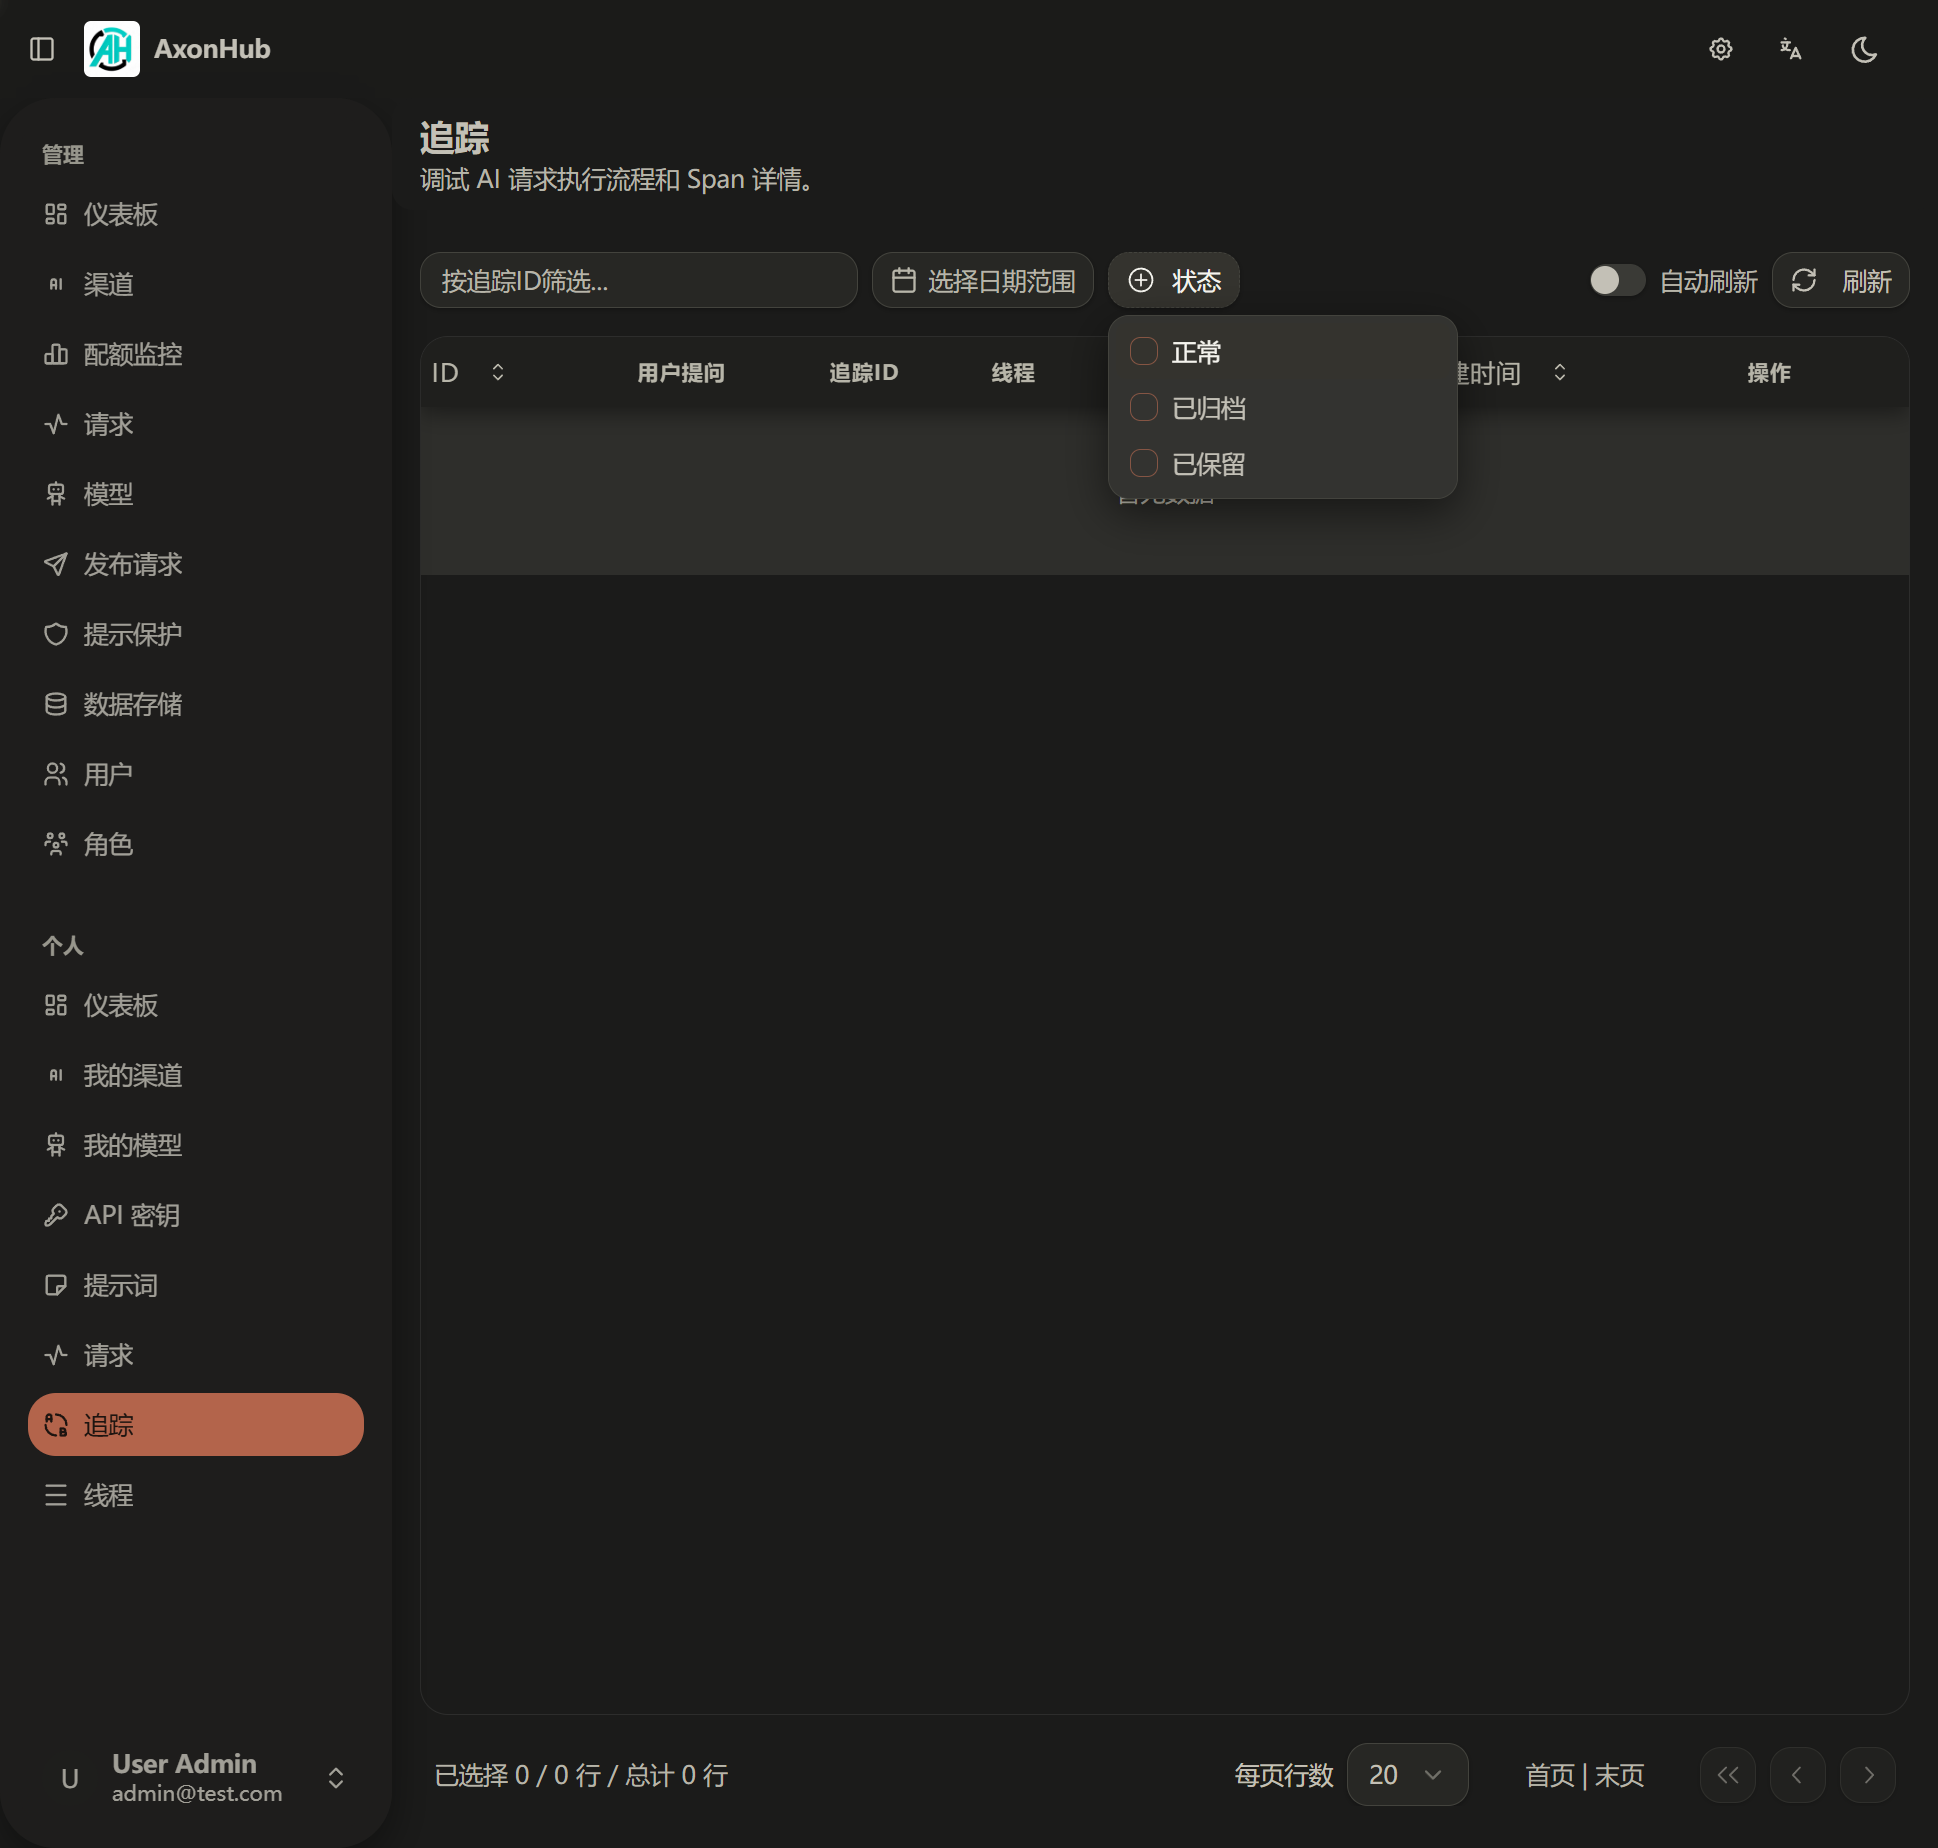 AxonHub
管理
仪表板
渠道
配额监控
请求
模型
发布请求
提示保护
数据存储
用户
角色
个人
仪表板
我的渠道
我的模型
API 密钥
提示词
请求
追踪
线程
U
User Admin
admin@test.com
追踪
调试 AI 请求执行流程和 Span 详情。
按追踪ID筛选...
选择日期范围
状态
自动刷新
刷新
正常
已归档
已保留
ID
用户提问
追踪ID
线程
建时间
操作
已选择 0 / 0 行 / 总计 0 行
每页行数
20
首页 | 末页